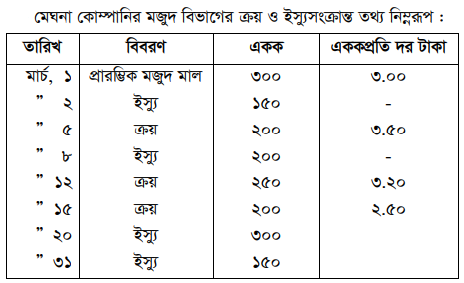 মেঘনা কোম্পানির মজুদ বিভাগের ক্রয় ও ইস্যুসংক্রান্ত তথ্য নিম্নরূপ :
তারিখ বিবরণ একক এককপ্রতি দর টাকা
মার্চ, ১ প্রারম্ভিক মজুদ মাল ৩০০ ৩.০০
” ২ ইস্যু ১৫০ -
” ৫ ক্রয় ২০০ ৩.৫০
” ৮ ইস্যু ২০০ -
” ১২ ক্রয় ২৫০ ৩.২০
” ১৫ ক্রয় ২০০ ২.৫০
” ২০ ইস্যু ৩০০
” ৩১ ইস্যু ১৫০